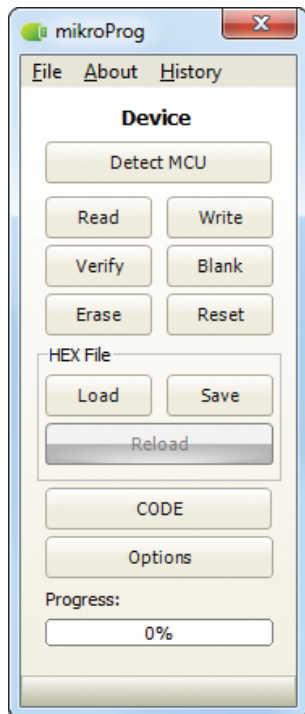 mikroProg
File About History
Device
Detect MCU
Read Write
Verify Blank
Erase Reset
HEX File
Load Save
Reload
CODE
Options
Progress:
0%